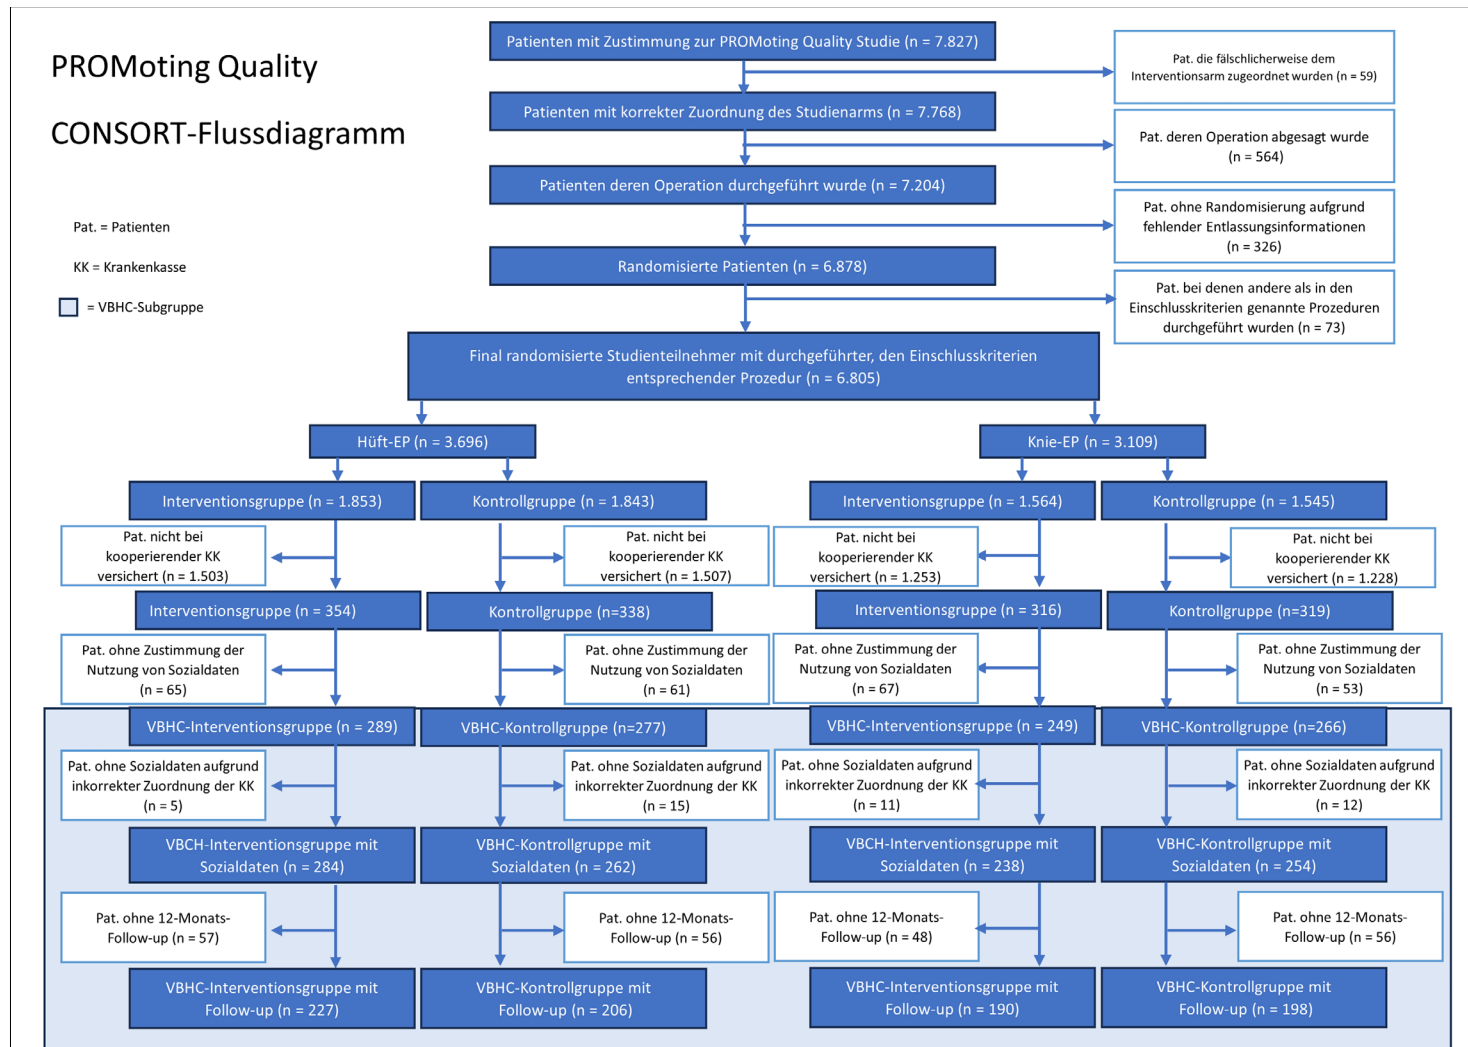 PROMoting Quality
CONSORT-Flussdiagramm
Pat. = Patienten
KK = Krankenkasse
= VBHC-Subgruppe
Patienten mit Zustimmung zur PROMoting Quality Studie (n = 7.827)
Pat. die fälschlicherweise dem
Interventionsarm zugeordnet wurden (n = 59)
Patienten mit korrekter Zuordnung des Studienarms (n = 7.768)
Pat. deren Operation abgesagt wurde
(n = 564)
Patienten deren Operation durchgeführt wurde (n = 7.204)
Pat. ohne Randomisierung aufgrund
fehlender Entlassungsinformationen
(n = 326)
Randomisierte Patienten (n = 6.878)
Pat. bei denen andere als in den
Einschlusskriterien genannte Prozeduren
durchgeführt wurden (n = 73)
Final randomisierte Studienteilnehmer mit durchgeführter, den Einschlusskriterien
entsprechender Prozedur (n = 6.805)
Hüft-EP (n = 3.696)
Knie-EP (n = 3.109)
Interventionsgruppe (n = 1.853)
Kontrollgruppe (n = 1.843)
Interventionsgruppe (n = 1.564)
Kontrollgruppe (n = 1.545)
Pat. nicht bei
kooperierender KK
versichert (n = 1.503)
Pat. nicht bei
kooperierender KK
versichert (n = 1.507)
Pat. nicht bei
kooperierender KK
versichert (n = 1.253)
Pat. nicht bei
kooperierender KK
versichert (n = 1.228)
Interventionsgruppe (n = 354)
Kontrollgruppe (n=338)
Interventionsgruppe (n = 316)
Kontrollgruppe (n=319)
Pat. ohne Zustimmung der
Nutzung von Sozialdaten
(n = 65)
Pat. ohne Zustimmung der
Nutzung von Sozialdaten
(n = 61)
Pat. ohne Zustimmung der
Nutzung von Sozialdaten
(n = 67)
Pat. ohne Zustimmung der
Nutzung von Sozialdaten
(n = 53)
VBHC-Interventionsgruppe (n = 289)
VBHC-Kontrollgruppe (n=277)
VBHC-Interventionsgruppe (n = 249)
VBHC-Kontrollgruppe (n=266)
Pat. ohne Sozialdaten aufgrund
inkorrekter Zuordnung der KK
(n = 5)
Pat. ohne Sozialdaten aufgrund
inkorrekter Zuordnung der KK
(n = 15)
Pat. ohne Sozialdaten aufgrund
inkorrekter Zuordnung der KK
(n = 11)
Pat. ohne Sozialdaten aufgrund
inkorrekter Zuordnung der KK
(n = 12)
VBCH-Interventionsgruppe mit
Sozialdaten (n = 284)
VBHC-Kontrollgruppe mit
Sozialdaten (n = 262)
VBCH-Interventionsgruppe mit
Sozialdaten (n = 238)
VBHC-Kontrollgruppe mit
Sozialdaten (n = 254)
Pat. ohne 12-Monats-
Follow-up (n = 57)
Pat. ohne 12-Monats-
Follow-up (n = 56)
Pat. ohne 12-Monats-
Follow-up (n = 48)
Pat. ohne 12-Monats-
Follow-up (n = 56)
VBHC-Interventionsgruppe mit
Follow-up (n = 227)
VBHC-Kontrollgruppe mit
Follow-up (n = 206)
VBHC-Interventionsgruppe mit
Follow-up (n = 190)
VBHC-Kontrollgruppe mit
Follow-up (n = 198)